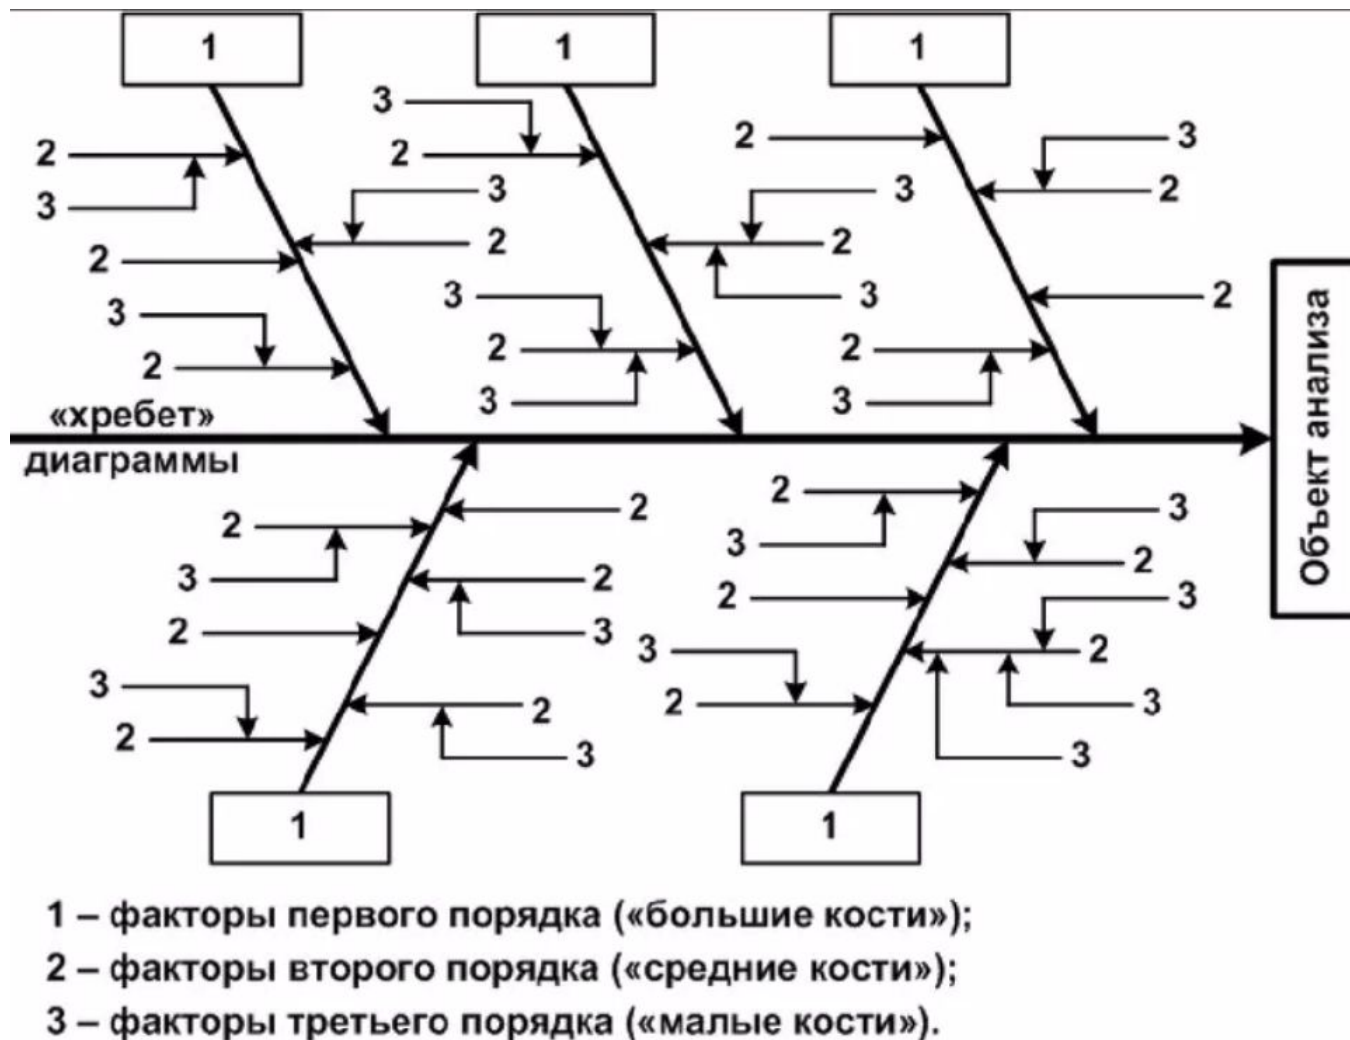 1 1 1
3
2 2 2 3
3 3 3 2
2 2 2
3 3 3 2
2 2 2
3 3
«хребет»
диаграммы
Объект анализа
2 2
2 2 3
3 3
3 2 2
2 3 2 3
3 3 2
2 2 3
2 3 3
1 1
1 – факторы первого порядка («большие кости»);
2 – факторы второго порядка («средние кости»);
3 – факторы третьего порядка («малые кости»).